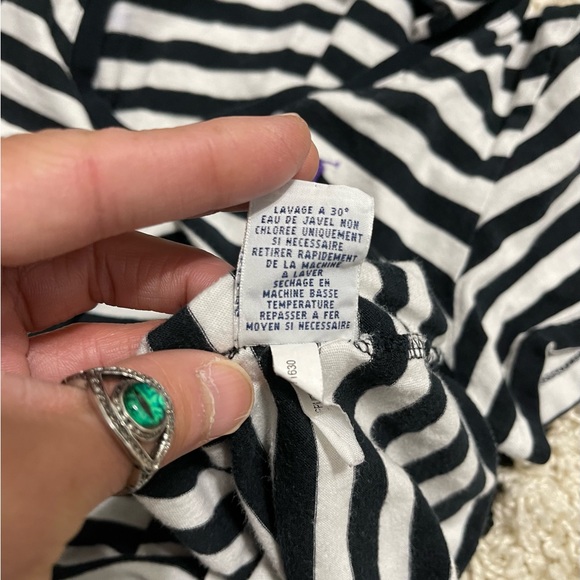 LAVAGE A 30°
EAU DE JAVEL NON
CHLOREE UNIQUEMENT
SI NECESSAIRE
RETIRER RAPIDEMENT
DE LA MACHINE
A LAVER
SECHAGE EN
MACHINE BASSE
TEMPERATURE
REPASSER A FER
MOYEN SI NECESSAIRE
1630